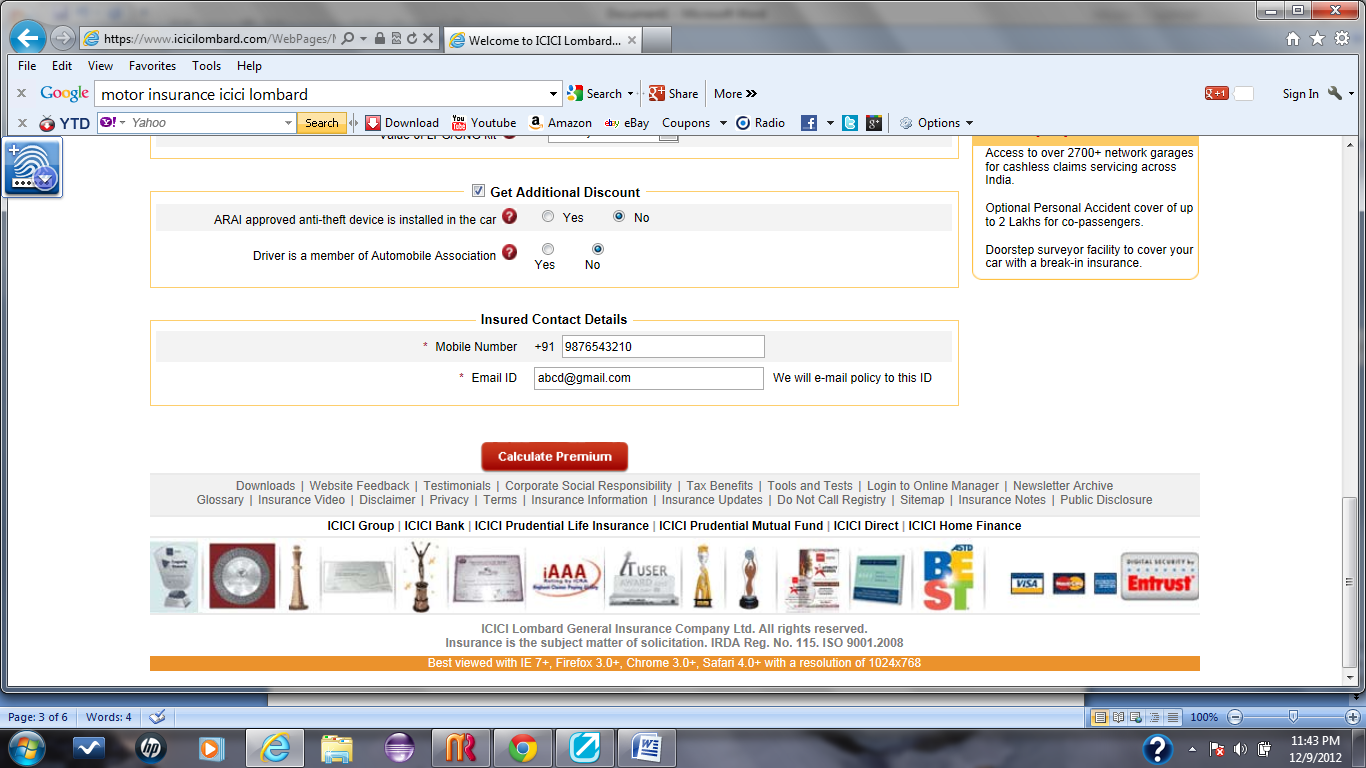 https://www.icicilombard.com/WebPages/
Welcome to ICICI Lombard...
File Edit View Favorites Tools Help
x Google motor insurance icici lombard Search Share More >> +1 Sign In
x YTD Y! Yahoo Search Download Youtube Amazon eBay Coupons Radio Options
Access to over 2700+ network garages
for cashless claims servicing across
India.
Optional Personal Accident cover of up
to 2 Lakhs for co-passengers.
Doorstep surveyor facility to cover your
car with a break-in insurance.
Get Additional Discount
ARAI approved anti-theft device is installed in the car ? Yes No
Driver is a member of Automobile Association ? Yes No
Insured Contact Details
* Mobile Number +91 9876543210
* Email ID abcd@gmail.com We will e-mail policy to this ID
Calculate Premium
Downloads | Website Feedback | Testimonials | Corporate Social Responsibility | Tax Benefits | Tools and Tests | Login to Online Manager | Newsletter Archive
Glossary | Insurance Video | Disclaimer | Privacy | Terms | Insurance Information | Insurance Updates | Do Not Call Registry | Sitemap | Insurance Notes | Public Disclosure
ICICI Group | ICICI Bank | ICICI Prudential Life Insurance | ICICI Prudential Mutual Fund | ICICI Direct | ICICI Home Finance
iAAA
IT USER
AWARD
ASTD
BEST
VISA
MasterCard
DIGITAL SECURITY by
Entrust
ICICI Lombard General Insurance Company Ltd. All rights reserved.
Insurance is the subject matter of solicitation. IRDA Reg. No. 115. ISO 9001.2008
Best viewed with IE 7+, Firefox 3.0+, Chrome 3.0+, Safari 4.0+ with a resolution of 1024x768
Page: 3 of 6 Words: 4 100%
11:43 PM
12/9/2012